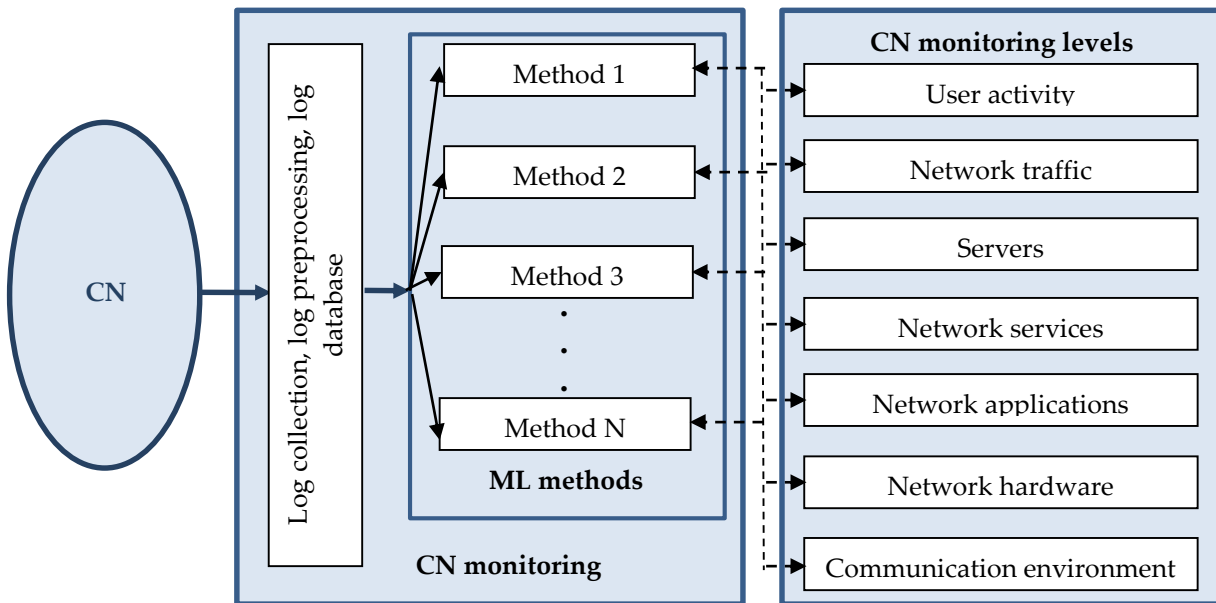 CN
Log collection, log preprocessing, log
database
Method 1
Method 2
Method 3
.
.
.
Method N
ML methods
CN monitoring
CN monitoring levels
User activity
Network traffic
Servers
Network services
Network applications
Network hardware
Communication environment